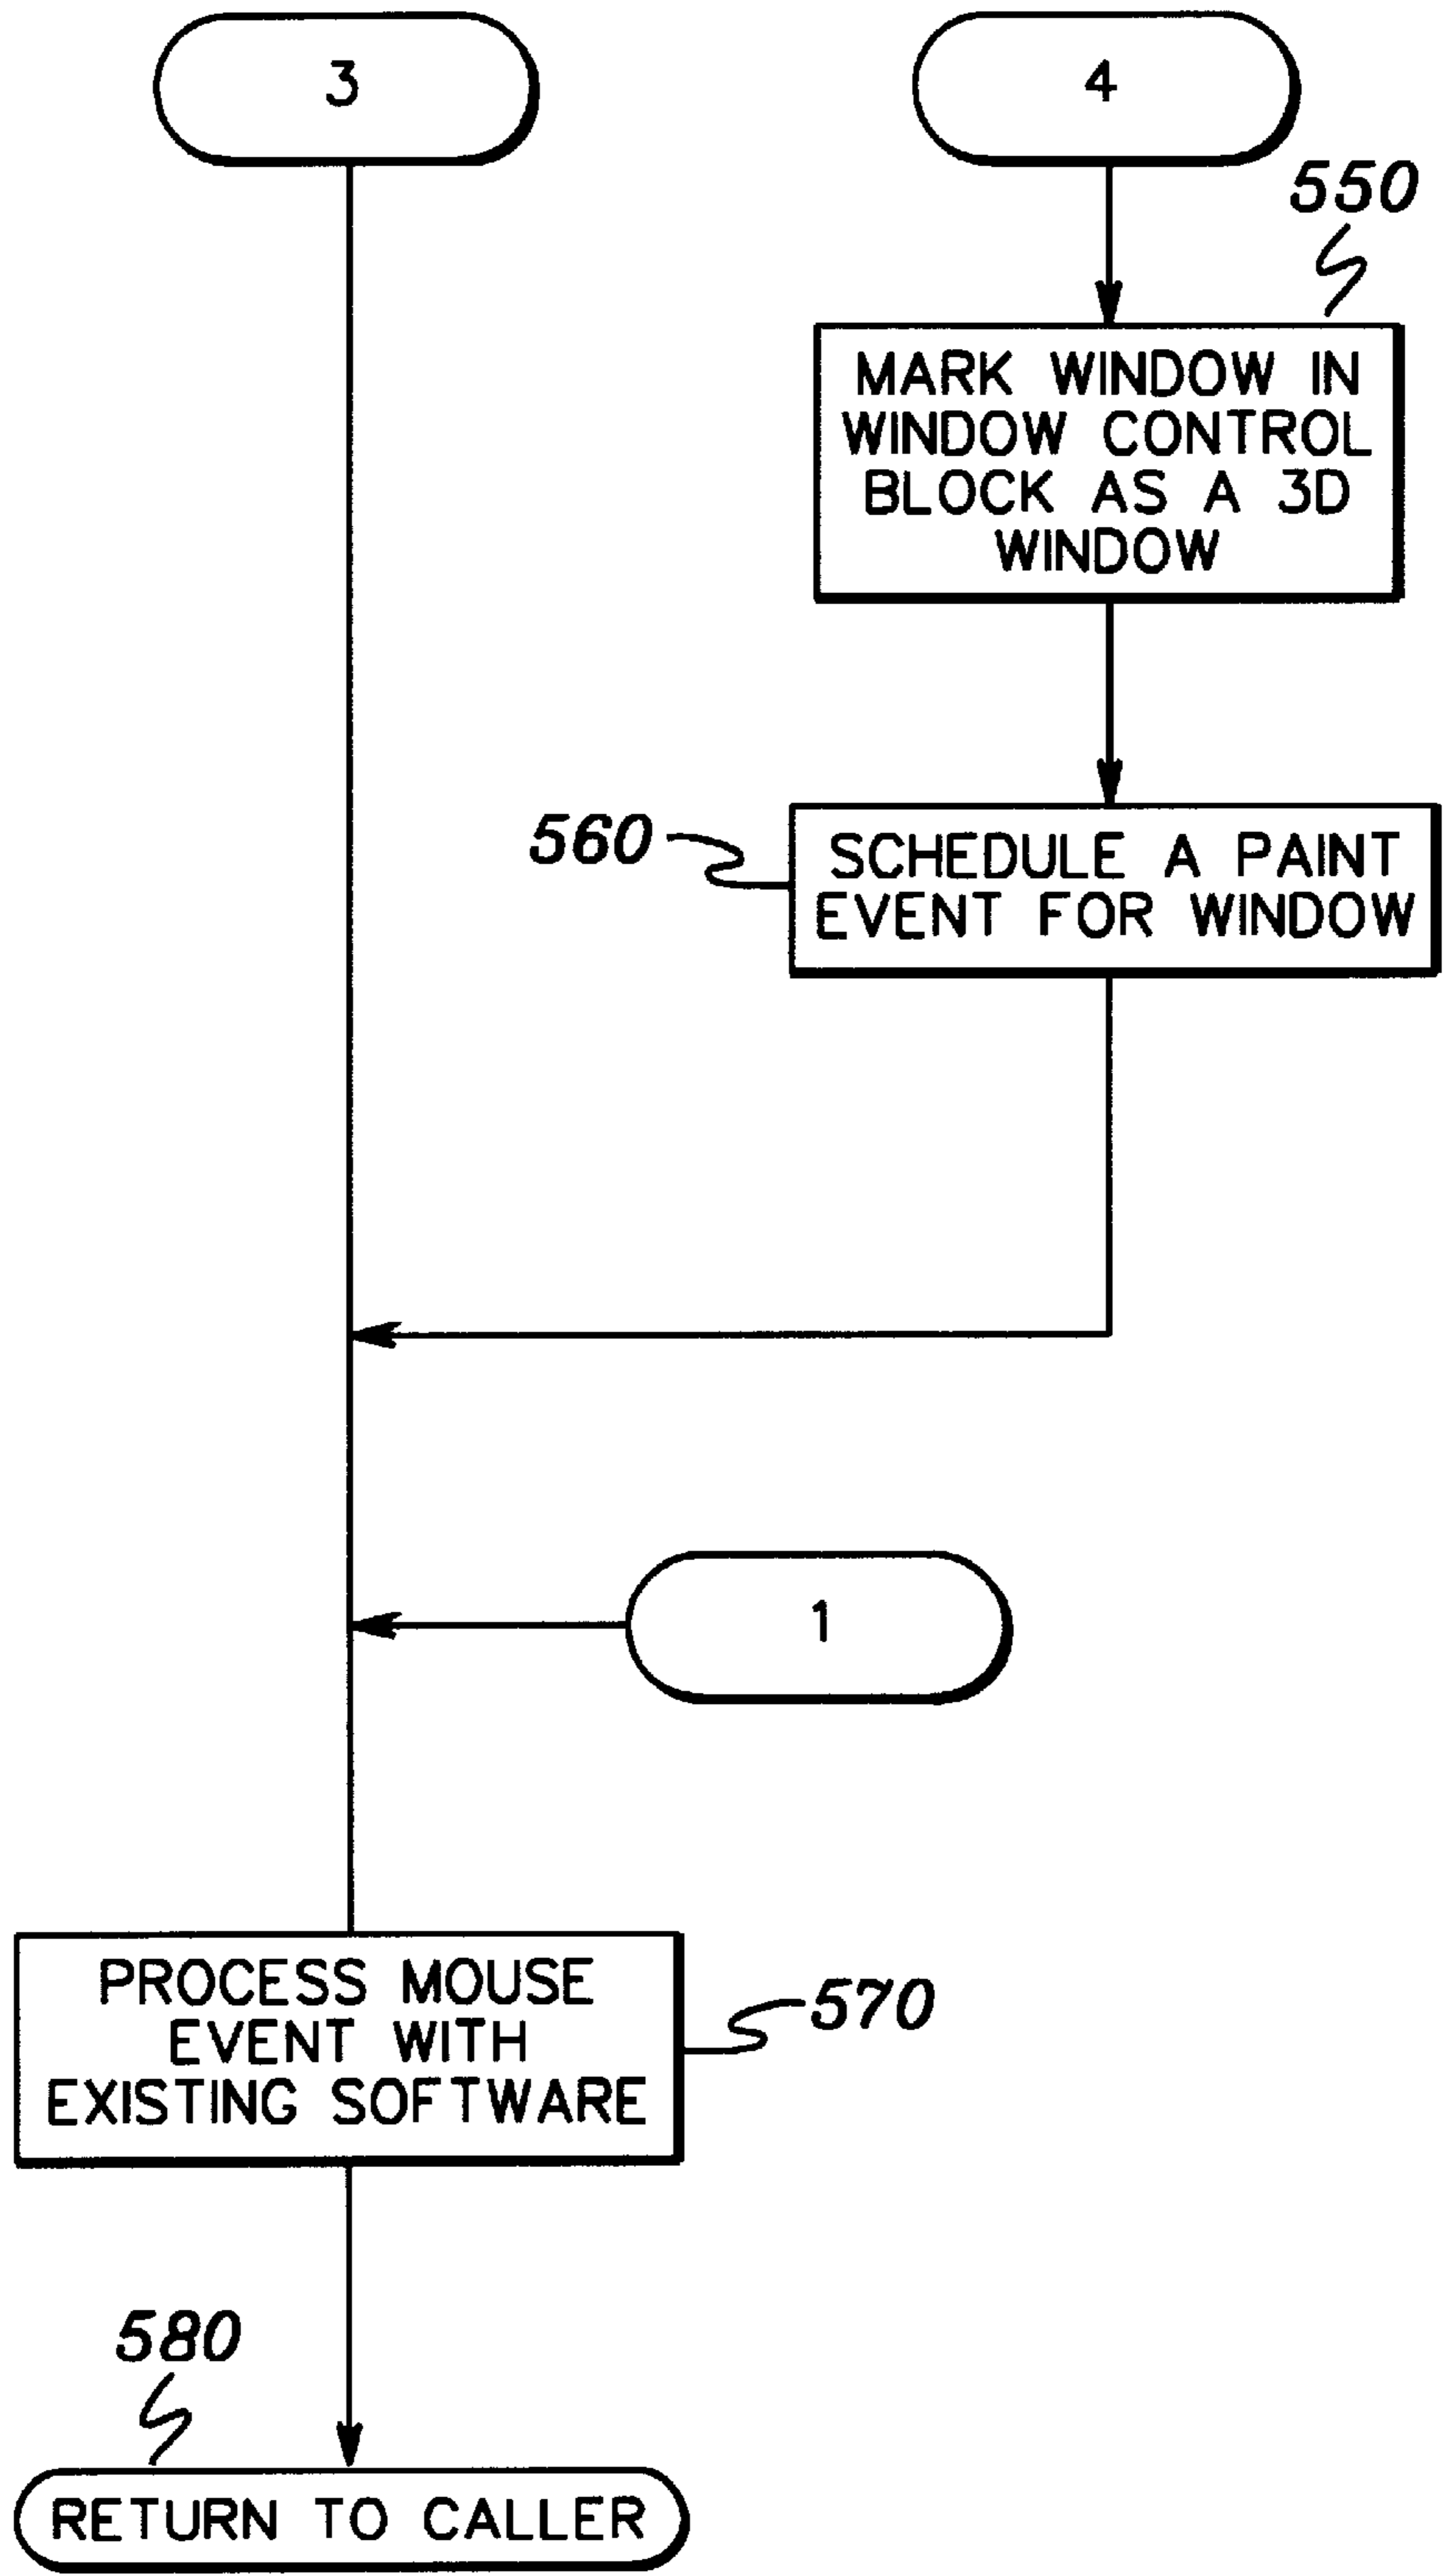 3
4
550
MARK WINDOW IN
WINDOW CONTROL
BLOCK AS A 3D
WINDOW
560
SCHEDULE A PAINT
EVENT FOR WINDOW
1
PROCESS MOUSE
EVENT WITH
EXISTING SOFTWARE
570
580
RETURN TO CALLER